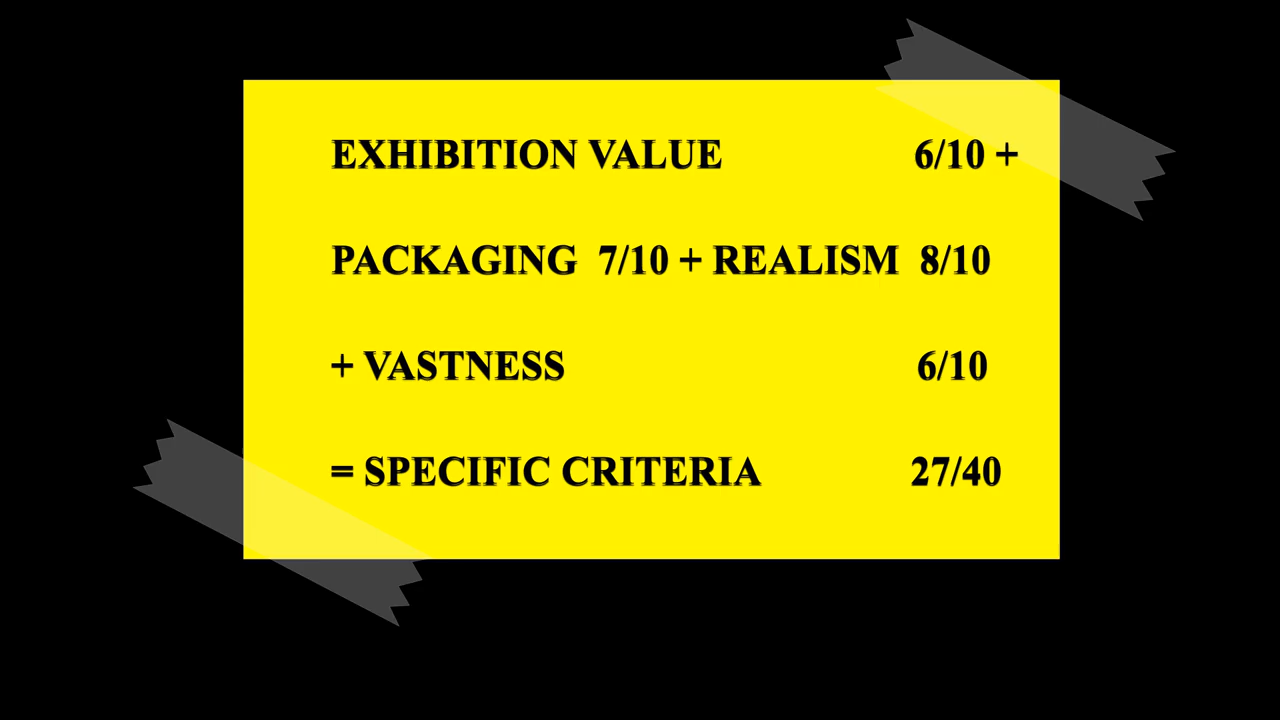 EXHIBITION VALUE 6/10 +
PACKAGING 7/10 + REALISM 8/10
+ VASTNESS 6/10
= SPECIFIC CRITERIA 27/40